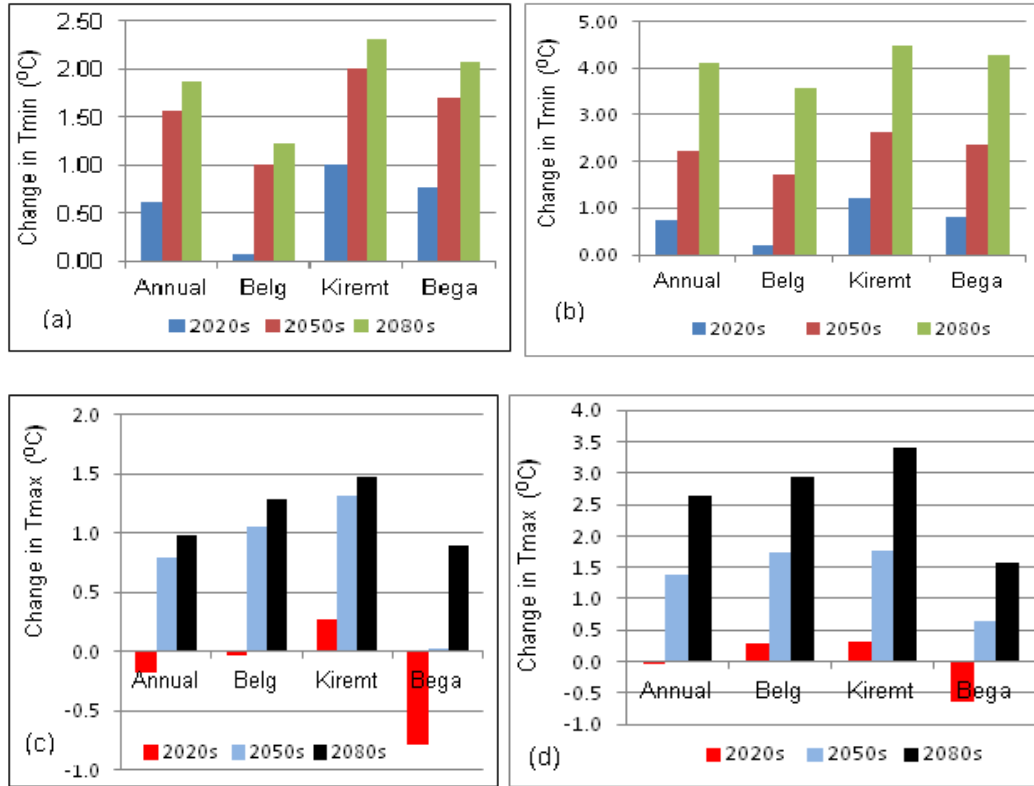 Change in Tmin (⁰C)
2.50
2.00
1.50
1.00
0.50
0.00
Annual Belg Kiremt Bega
(a)
2020s 2050s 2080s
Change in Tmin (⁰C)
5.00
4.00
3.00
2.00
1.00
0.00
Annual Belg Kiremt Bega
(b)
2020s 2050s 2080s
Change in Tmax (⁰C)
2.0
1.5
1.0
0.5
0.0
-0.5
-1.0
Annual Belg Kiremt Bega
(c)
2020s 2050s 2080s
Change in Tmax (⁰C)
4.0
3.5
3.0
2.5
2.0
1.5
1.0
0.5
0.0
-0.5
-1.0
Annual Belg Kiremt Bega
(d)
2020s 2050s 2080s